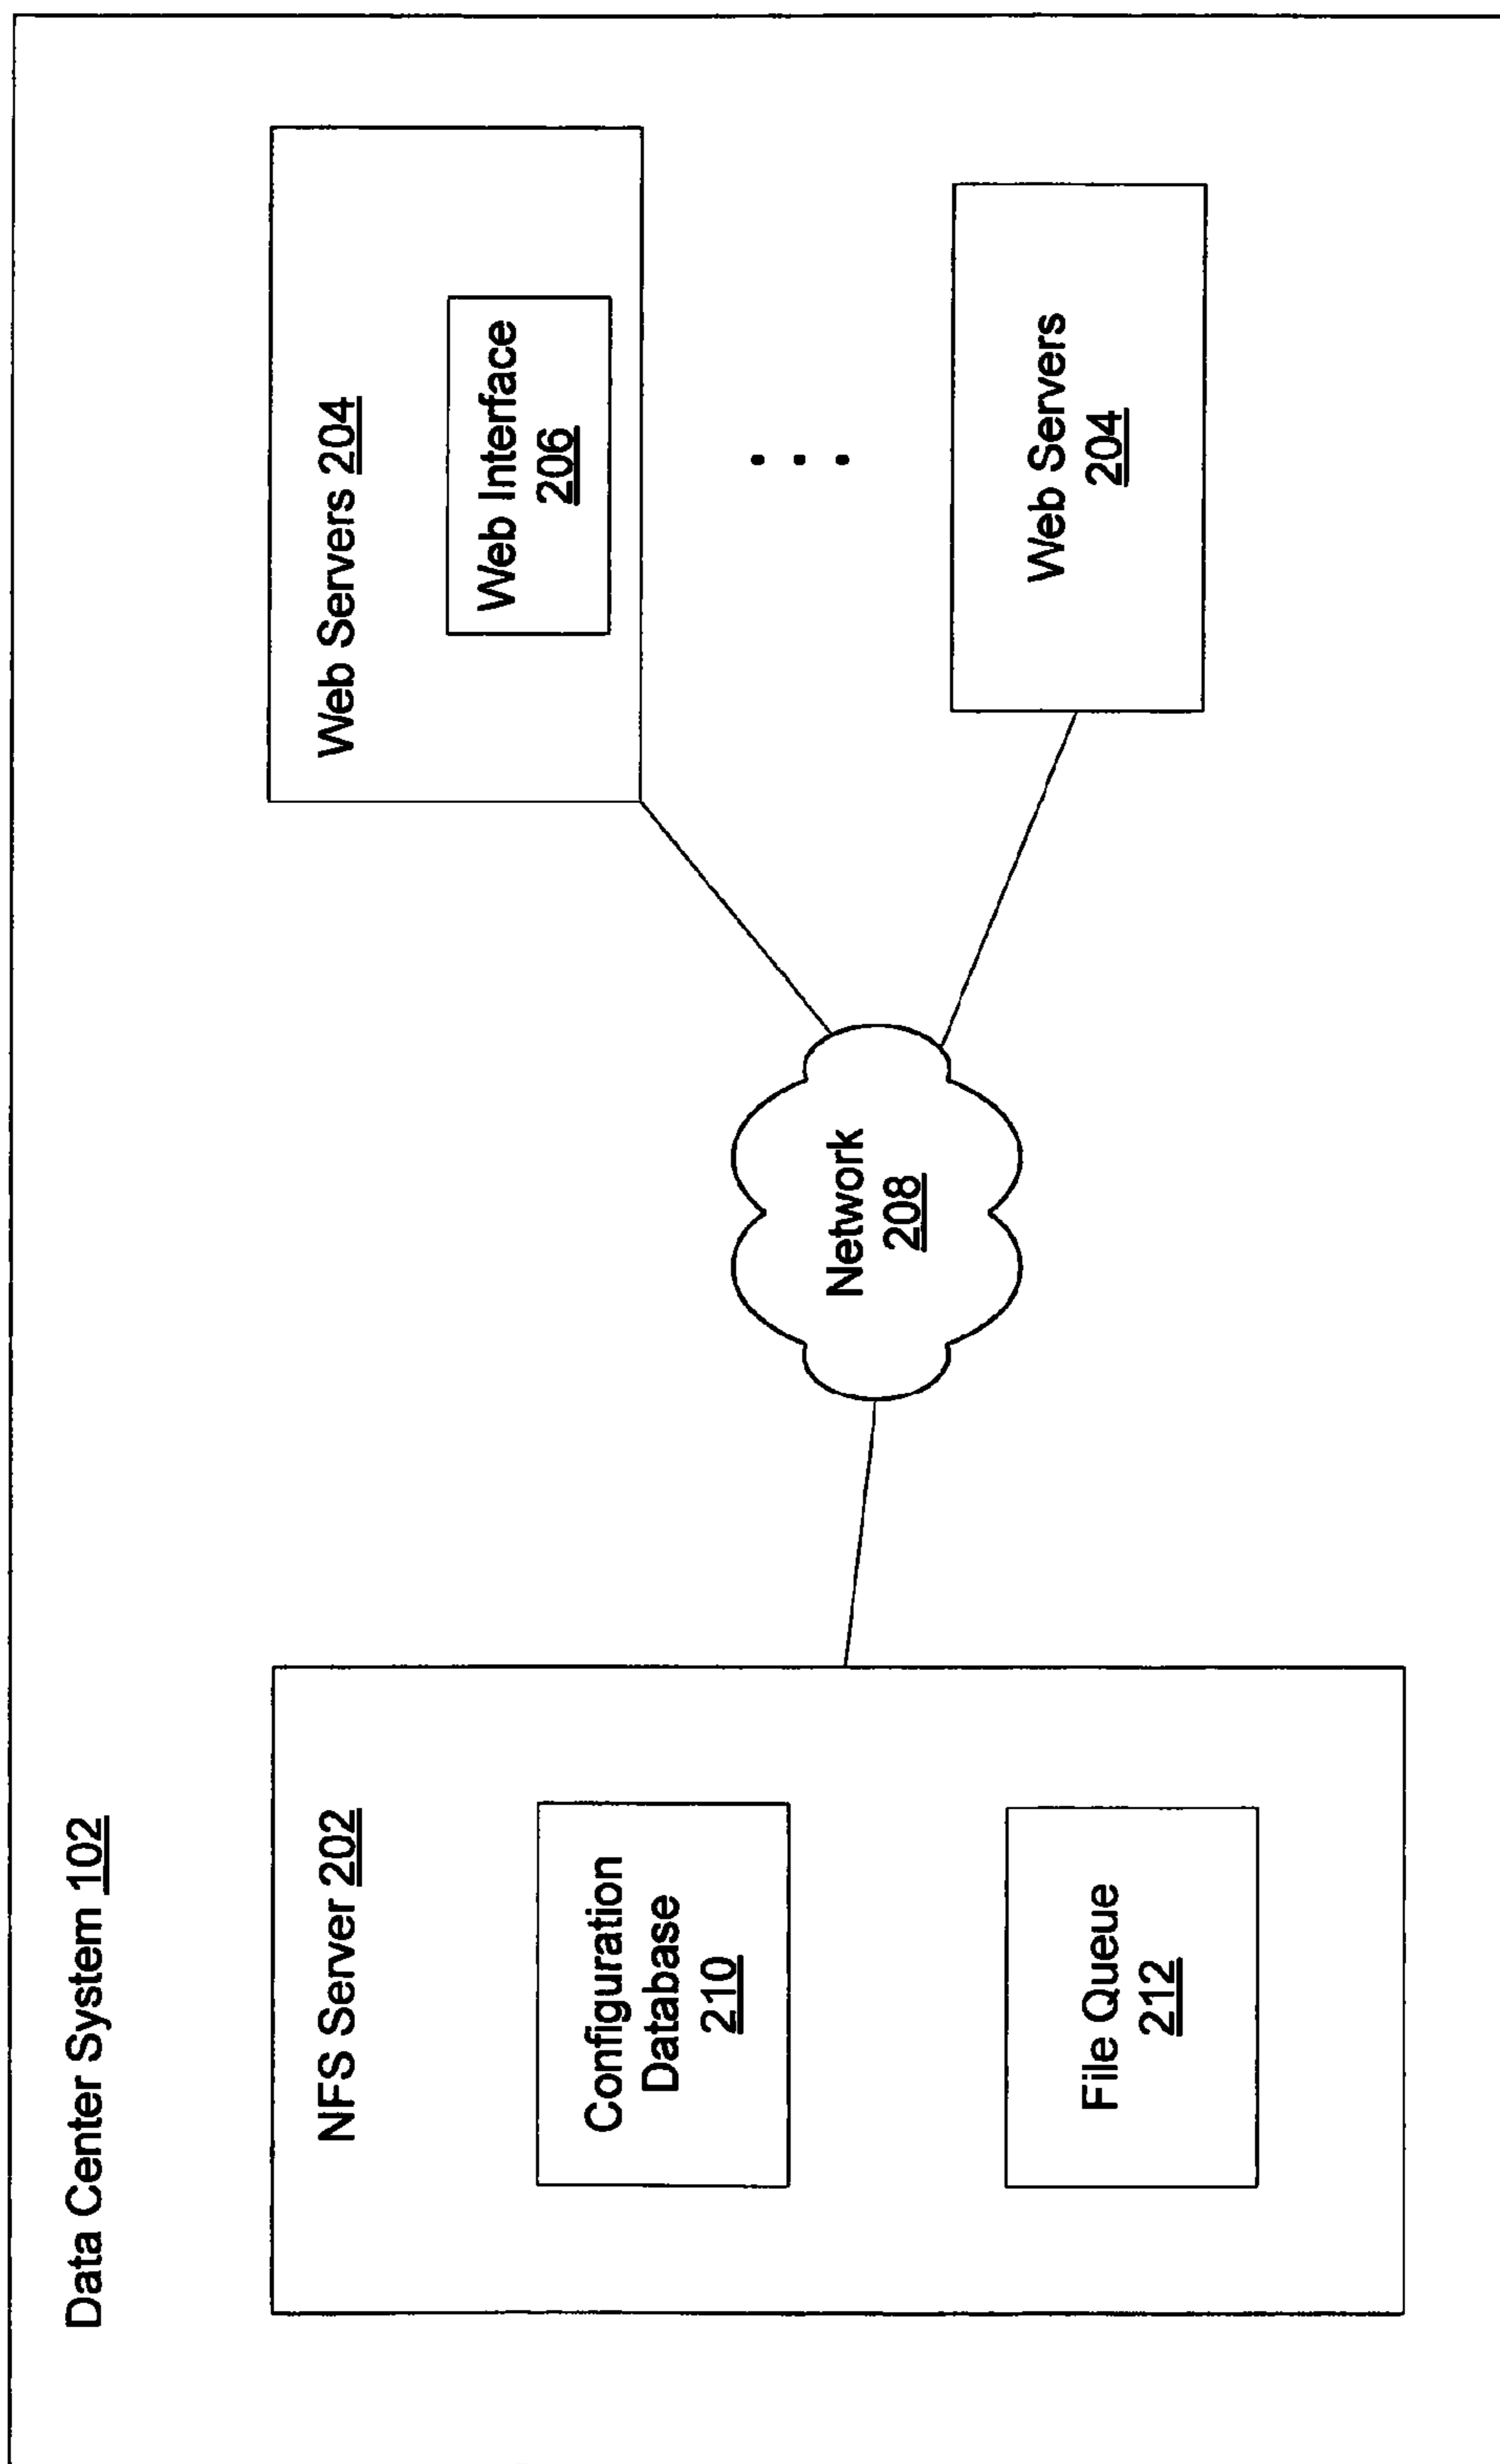 Data Center System 102
NFS Server 202
Configuration
Database
210
File Queue
212
Network
208
Web Servers 204
Web Interface
206
. . .
Web Servers
204